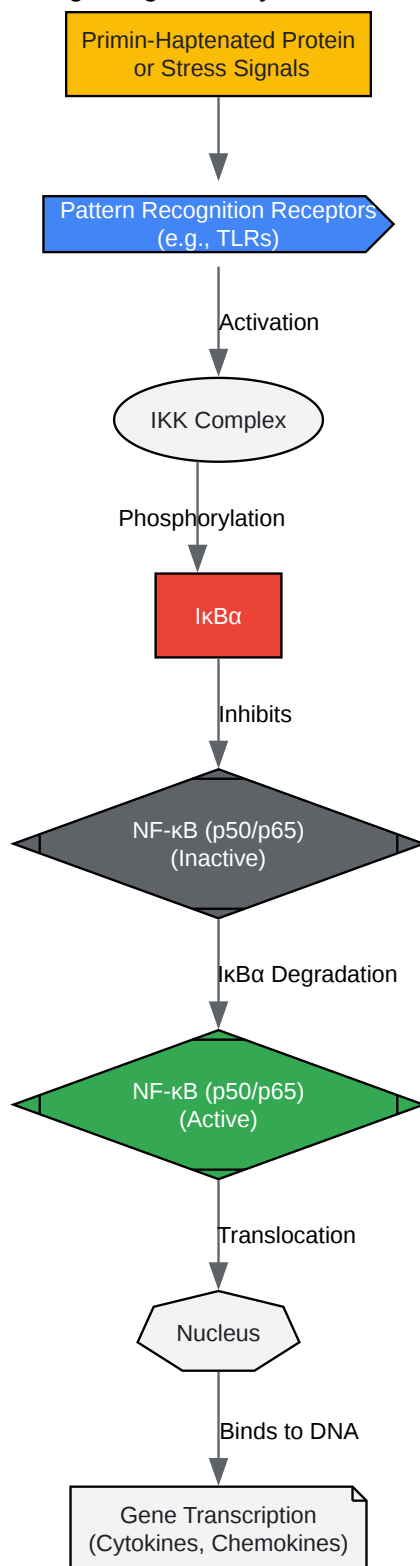 Primin-Haptenated Protein
or Stress Signals
Pattern Recognition Receptors
(e.g., TLRs)
Activation
IKK Complex
Phosphorylation
IκBα
Inhibits
NF-κB (p50/p65)
(Inactive)
IκBα Degradation
NF-κB (p50/p65)
(Active)
Translocation
Nucleus
Binds to DNA
Gene Transcription
(Cytokines, Chemokines)